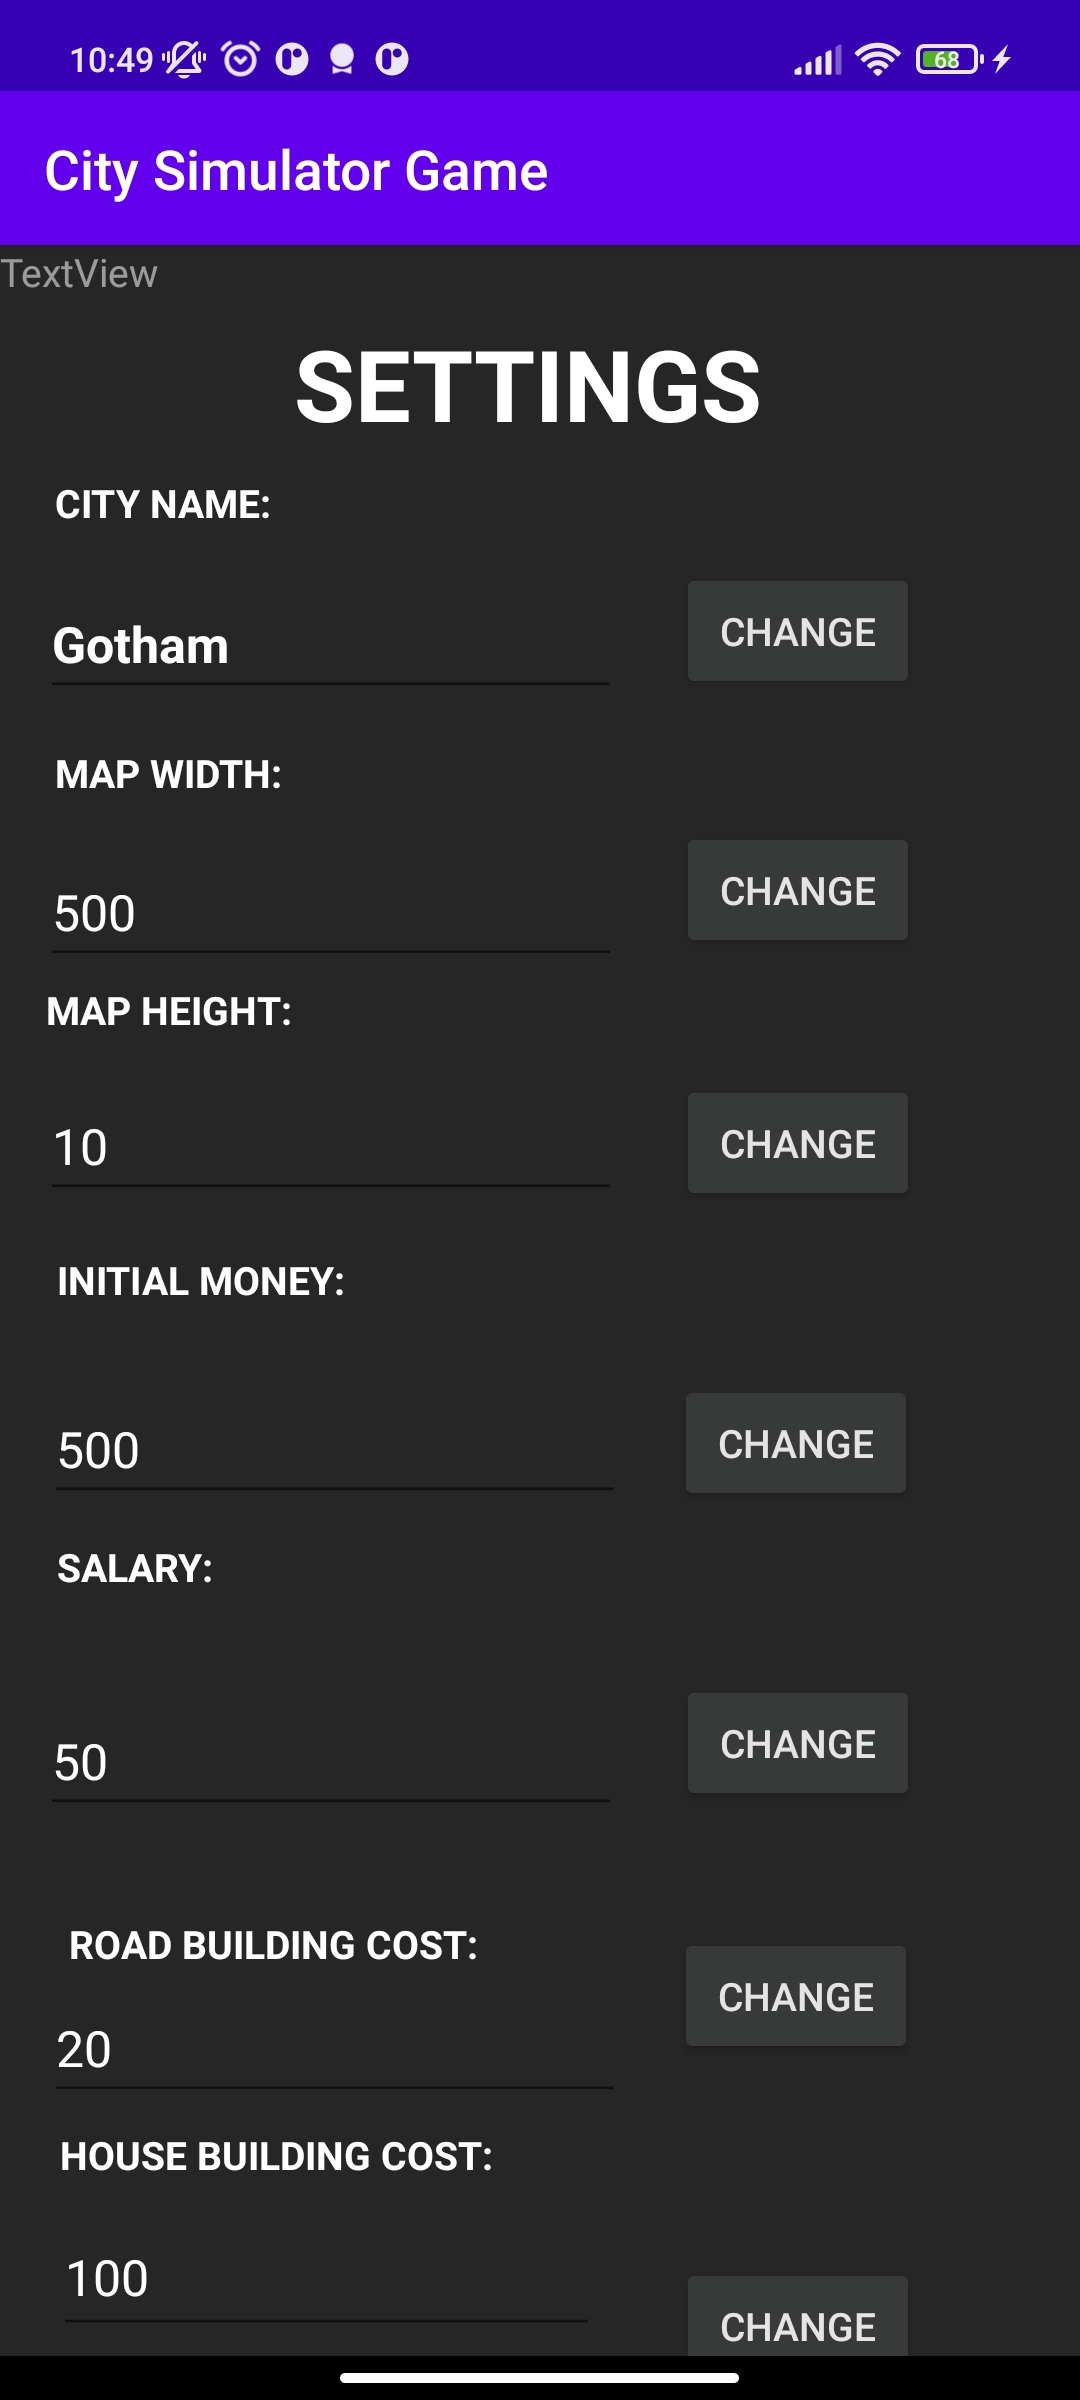 10:49 68
City Simulator Game
TextView
SETTINGS
CITY NAME:
Gotham CHANGE
MAP WIDTH:
500 CHANGE
MAP HEIGHT:
10 CHANGE
INITIAL MONEY:
500 CHANGE
SALARY:
50 CHANGE
ROAD BUILDING COST:
20 CHANGE
HOUSE BUILDING COST:
100 CHANGE